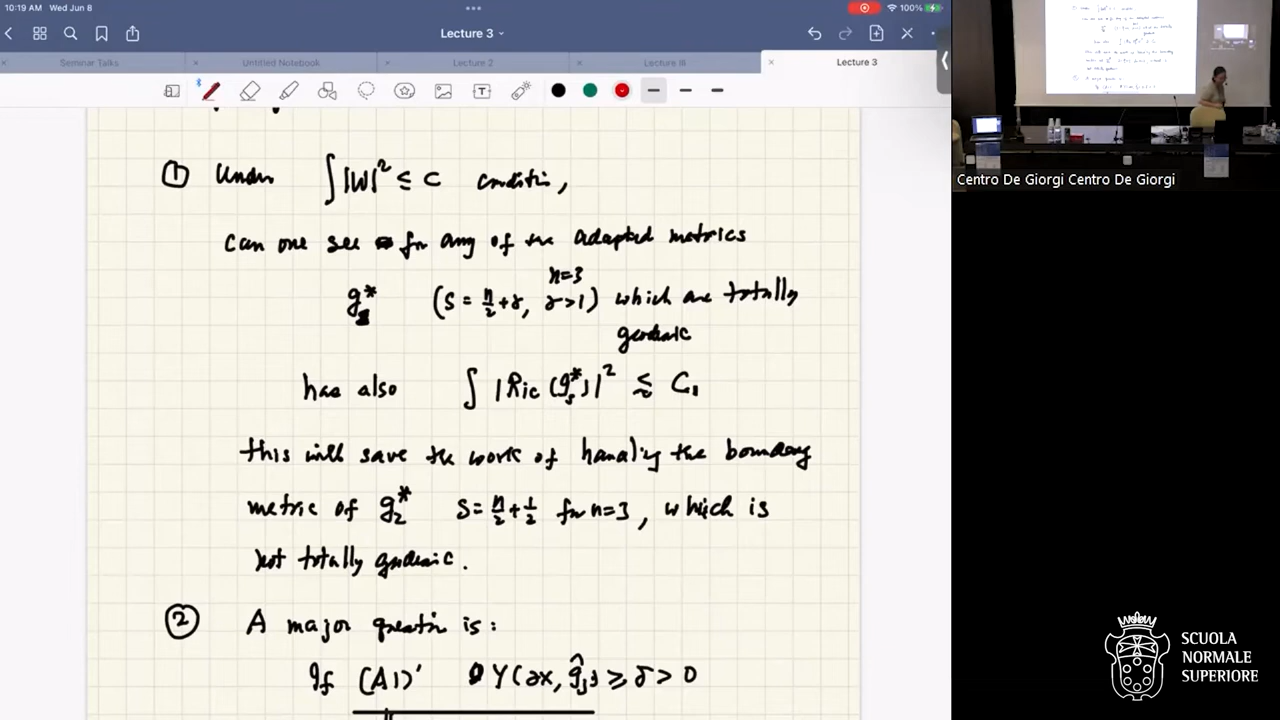 10:19 AM Wed Jun 8
100%
Lecture 3
Seminar Talks
Untitled Notebook
Lecture 2
Lecture III
Lecture 3
① Under ∫|W|² ≤ C condition,
can one see for any of the adapted metrics
n=3
g*s (s = n/2 + γ, γ>1) which are totally
geodesic
has also ∫ |Ric (g*s)|² ≲ C,
this will save the work of handling the boundary
metric of g*2 s = n/2 + 1/2 for n=3, which is
not totally geodesic.
② A major question is:
If (A1)' Y(∂X, ĝ) ≥ δ > 0
Centro De Giorgi Centro De Giorgi
SCUOLA
NORMALE
SUPERIORE